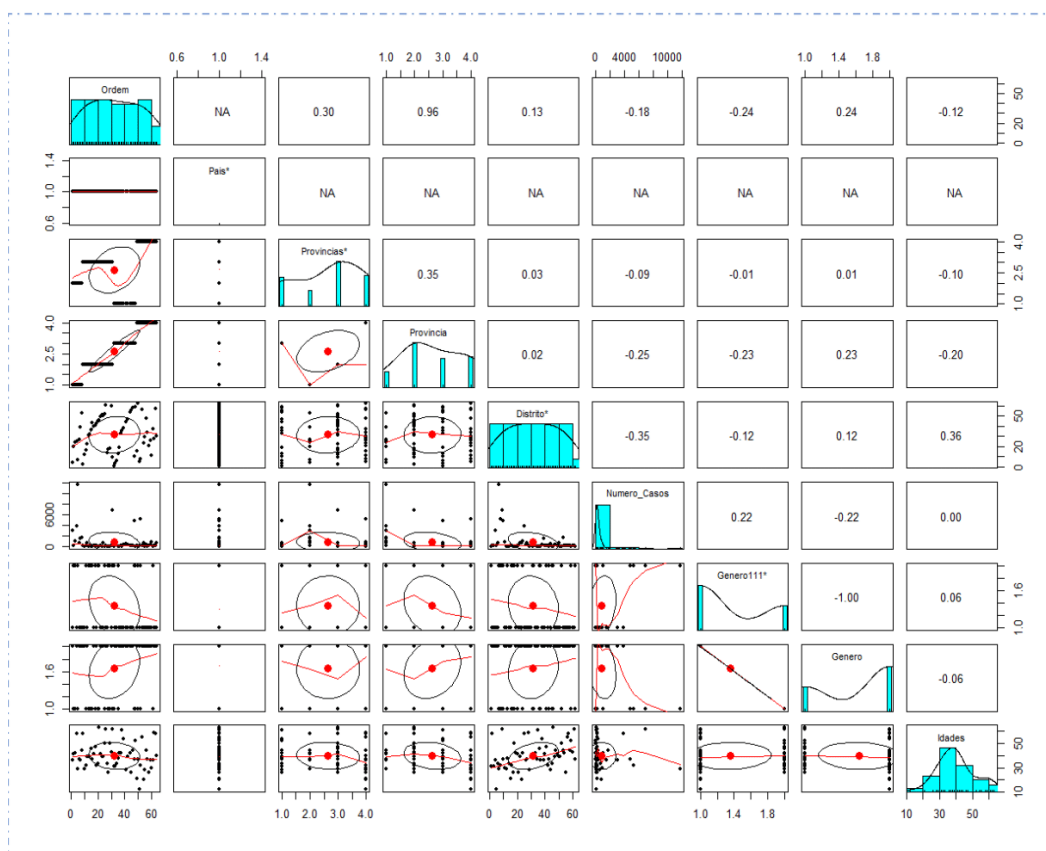 0.6 1.0 1.4 1.0 2.0 3.0 4.0 0 4000 10000 1.0 1.4 1.8
Ordem NA 0.30 0.96 0.13 -0.18 -0.24 0.24 -0.12 0 20 50
0.6 1.0 1.4 Pais* NA NA NA NA NA NA NA
Provincias* 0.35 0.03 -0.09 -0.01 0.01 -0.10 1.0 2.5 4.0
1.0 2.5 4.0 Provincia 0.02 -0.25 -0.23 0.23 -0.20
Distrito* -0.35 -0.12 0.12 0.36 0 20 50
0 6000 Numero_Casos 0.22 -0.22 0.00
Genero111* -1.00 0.06 1.0 1.6
1.0 1.6 Genero -0.06
Idades 10 30 50
0 20 40 60 1.0 2.0 3.0 4.0 0 20 40 60 1.0 1.4 1.8 10 30 50